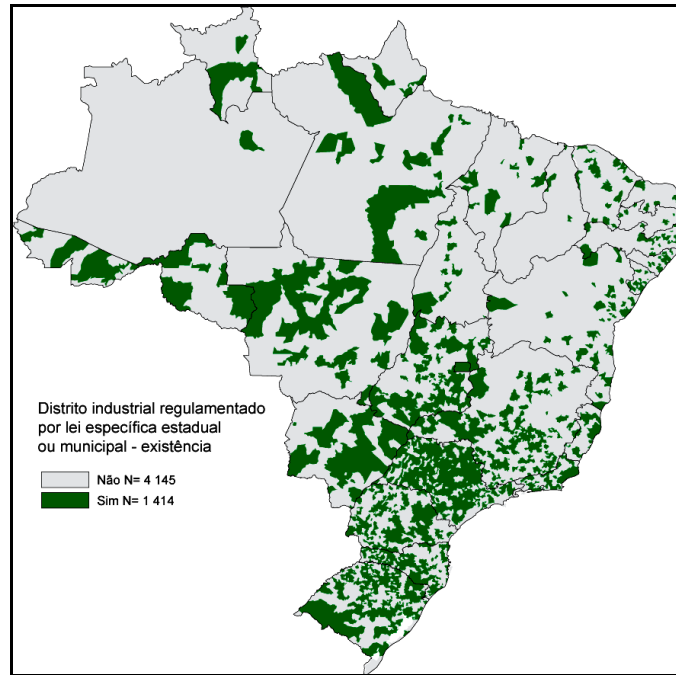 Distrito industrial regulamentado
por lei específica estadual
ou municipal - existência
Não N= 4 145
Sim N= 1 414